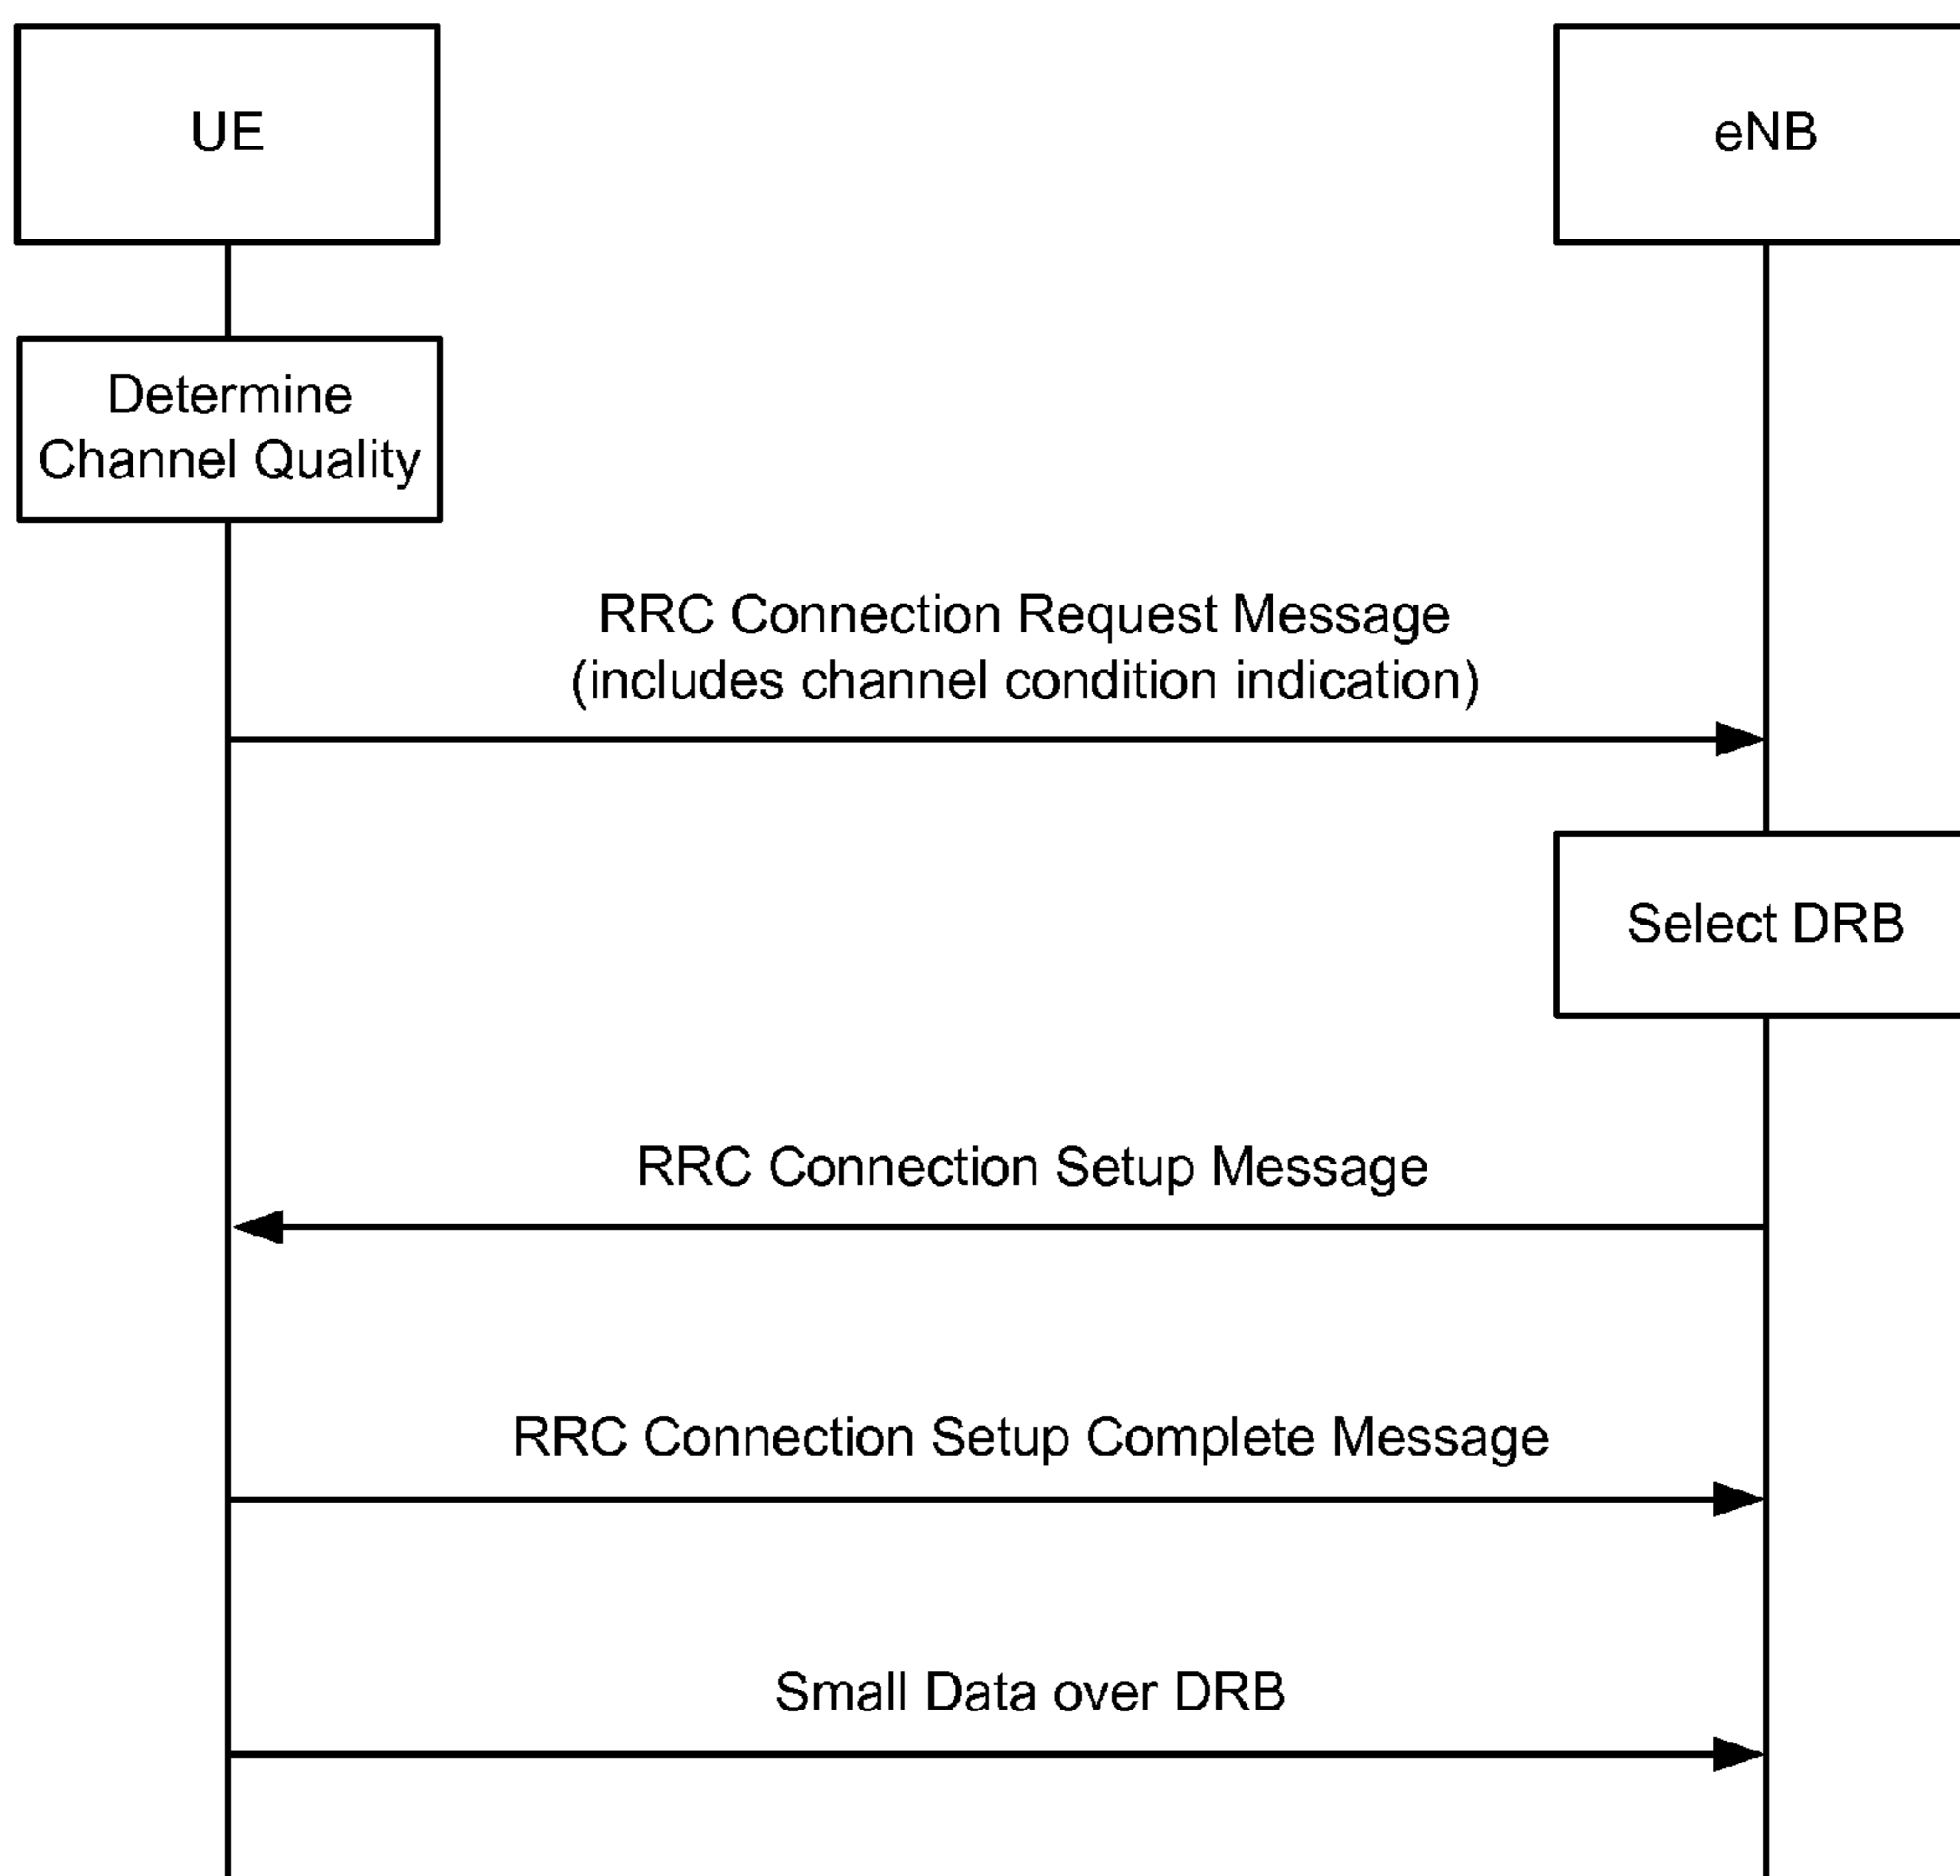 UE
eNB
Determine
Channel Quality
RRC Connection Request Message
(includes channel condition indication)
Select DRB
RRC Connection Setup Message
RRC Connection Setup Complete Message
Small Data over DRB